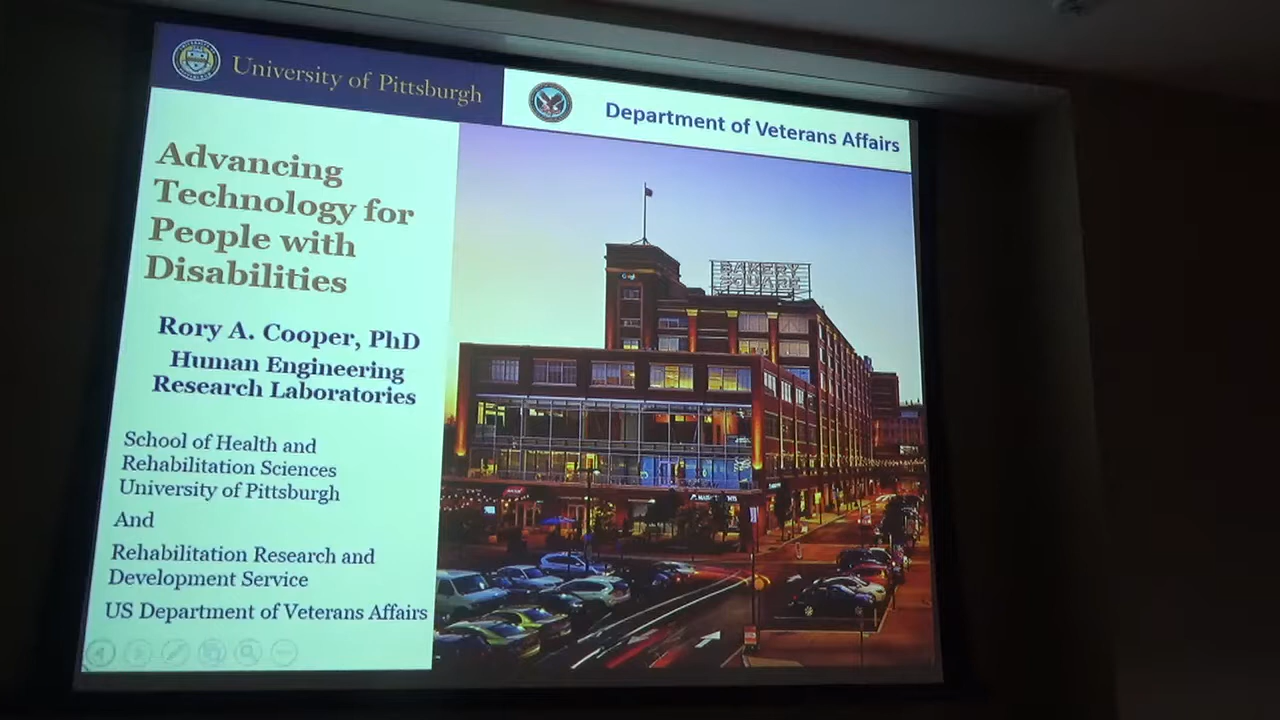 University of Pittsburgh
Department of Veterans Affairs
Advancing
Technology for
People with
Disabilities
Rory A. Cooper, PhD
Human Engineering
Research Laboratories
School of Health and
Rehabilitation Sciences
University of Pittsburgh
And
Rehabilitation Research and
Development Service
US Department of Veterans Affairs
BAKERY
SQUARE